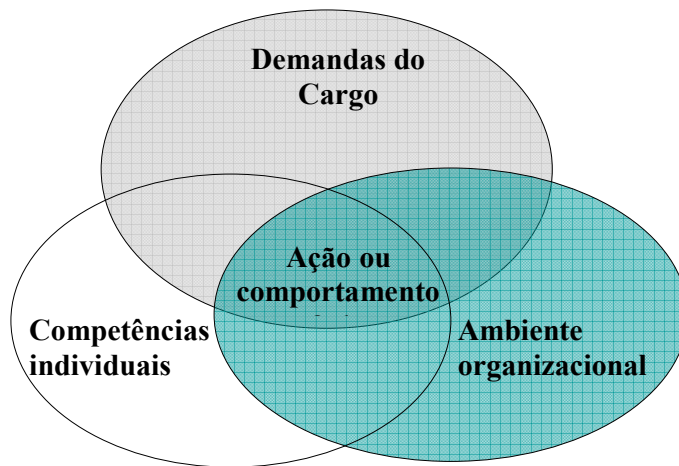 Demandas do
Cargo
Ação ou
comportamento
Competências
individuais
Ambiente
organizacional